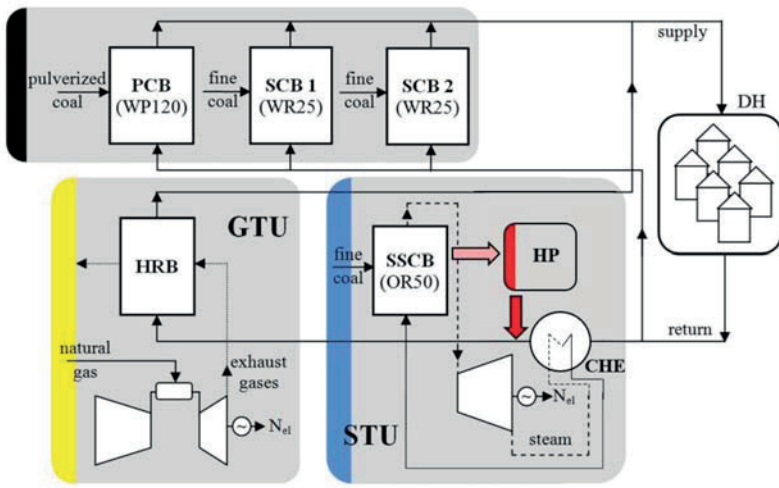 supply
PCB
(WP120)
SCB 1
(WR25)
SCB 2
(WR25)
pulverized
coal
fine
coal
fine
coal
DH
GTU
HRB
SSCB
(OR50)
fine
coal
HP
return
CHE
natural
gas
exhaust
gases
~
Nel
STU
~
Nel
steam